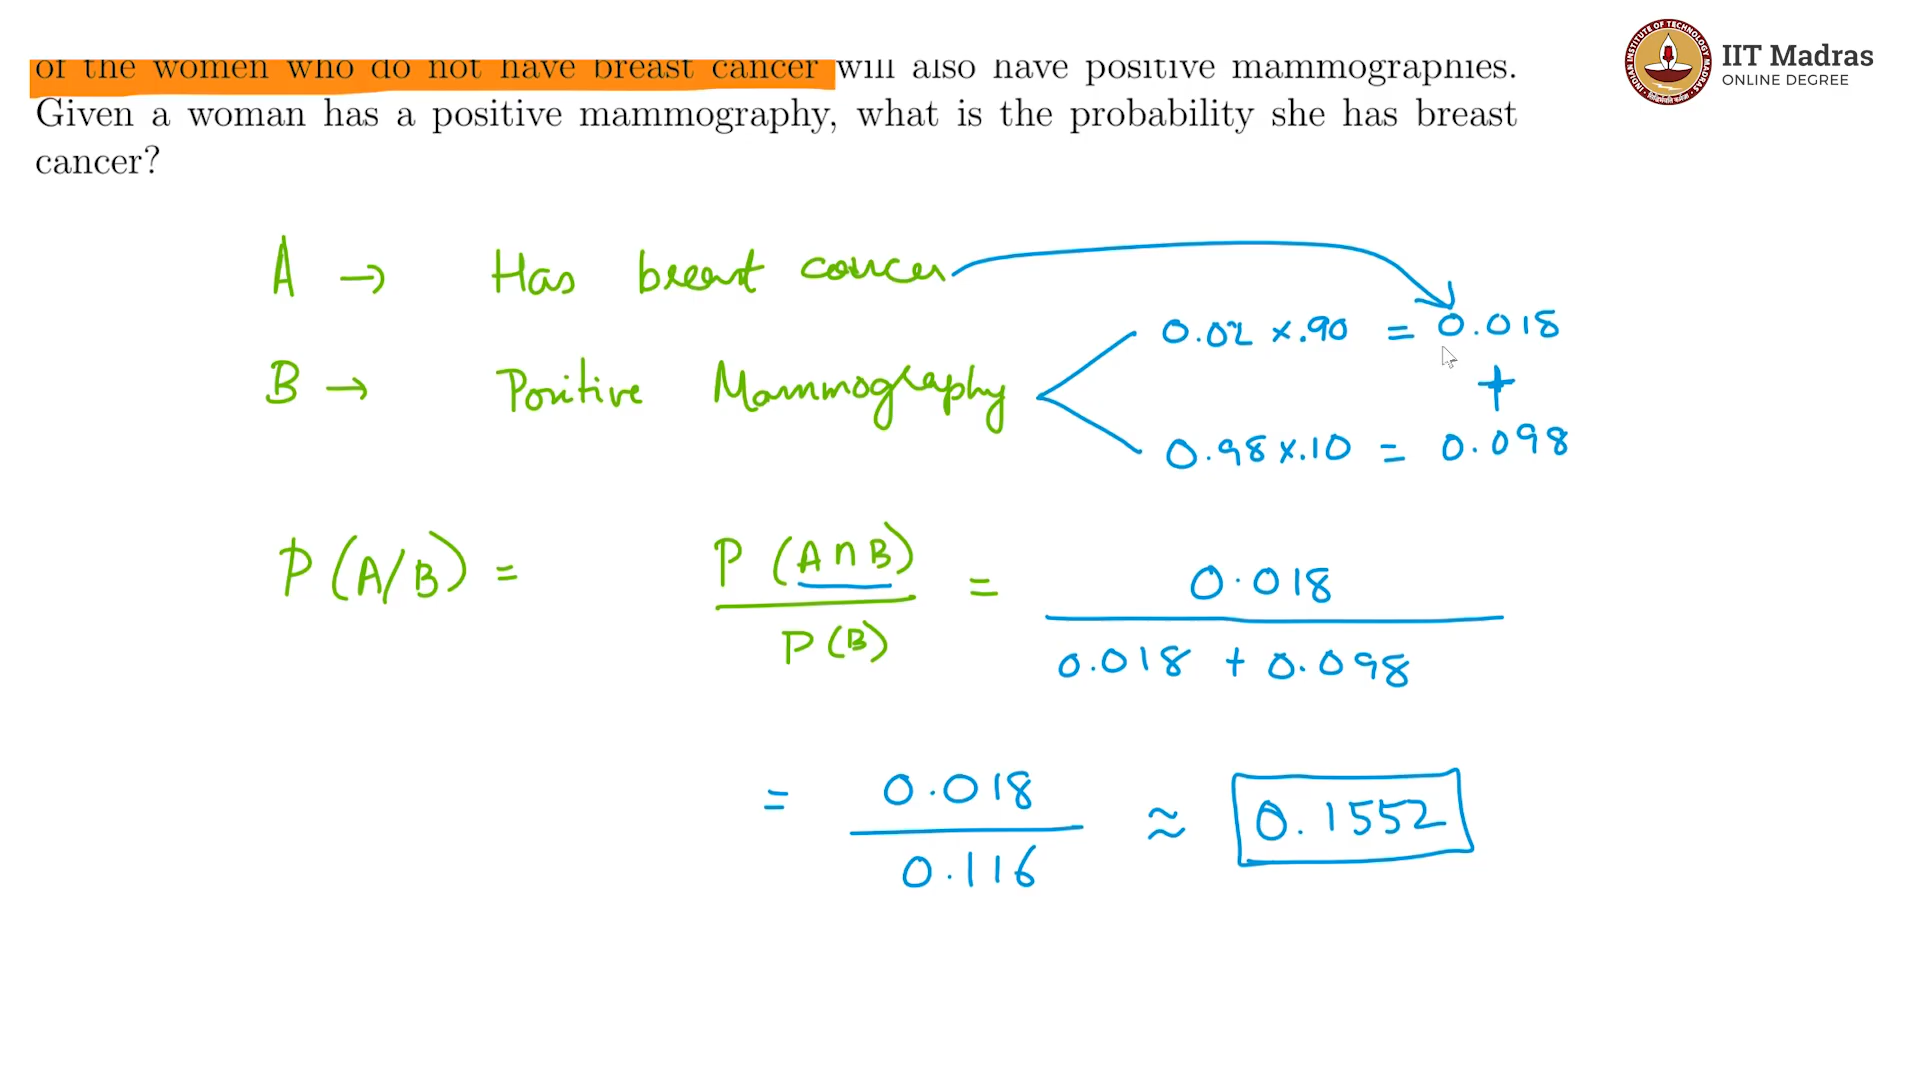 of the women who do not have breast cancer will also have positive mammographies.
Given a woman has a positive mammography, what is the probability she has breast
cancer?
IIT Madras
ONLINE DEGREE
A → Has breast cancer
B → Positive Mammography
0.02 x .90 = 0.018
+
0.98 x .10 = 0.098
P (A/B) = P (A ∩ B) / P (B) = 0.018 / 0.018 + 0.098
= 0.018 / 0.116 ≈ 0.1552